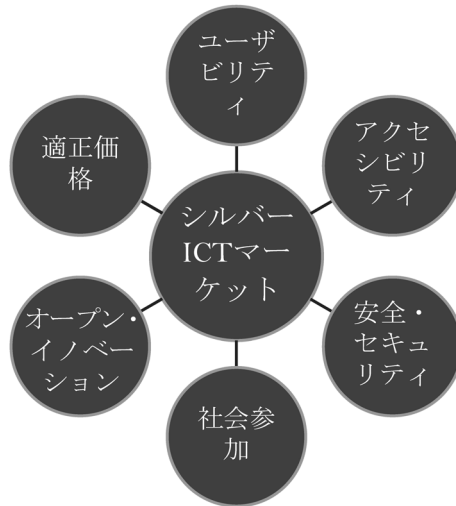 ユーザ
ビリテ
ィ
適正価
格
アクセ
シビリ
ティ
シルバー
ICTマー
ケット
オープン・
イノベー
ション
安全・
セキュ
リティ
社会参
加